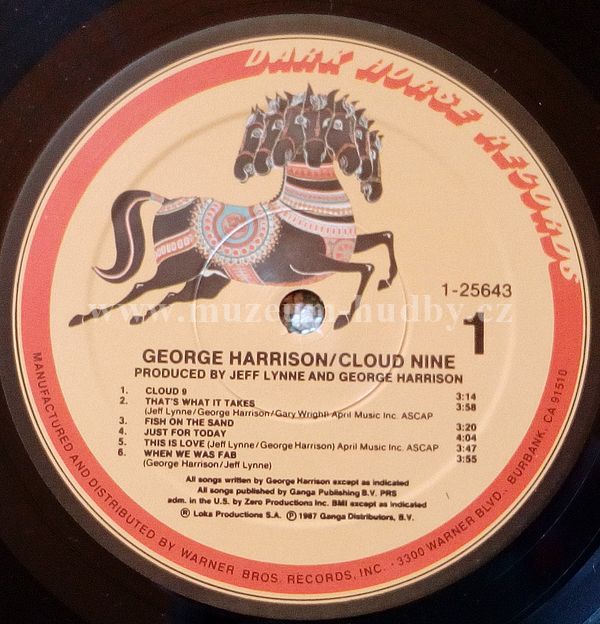 DARK HORSE RECORDS
1-25643
www.muzeum-hudby.cz
1
GEORGE HARRISON/CLOUD NINE
PRODUCED BY JEFF LYNNE AND GEORGE HARRISON
1. CLOUD 9 3:14
2. THAT'S WHAT IT TAKES 3:58
(Jeff Lynne/George Harrison/Gary Wright) April Music Inc. ASCAP
3. FISH ON THE SAND 3:20
4. JUST FOR TODAY 4:04
5. THIS IS LOVE (Jeff Lynne/George Harrison) April Music Inc. ASCAP 3:47
6. WHEN WE WAS FAB 3:55
(George Harrison/Jeff Lynne)
All songs written by George Harrison except as indicated
All songs published by Ganga Publishing B.V. PRS
adm. in the U.S. by Zero Productions Inc. BMI except as indicated
Ⓡ Loka Productions S.A. Ⓟ 1987 Ganga Distributors, B.V.
MANUFACTURED AND DISTRIBUTED BY WARNER BROS. RECORDS, INC. · 3300 WARNER BLVD., BURBANK, CA 91510